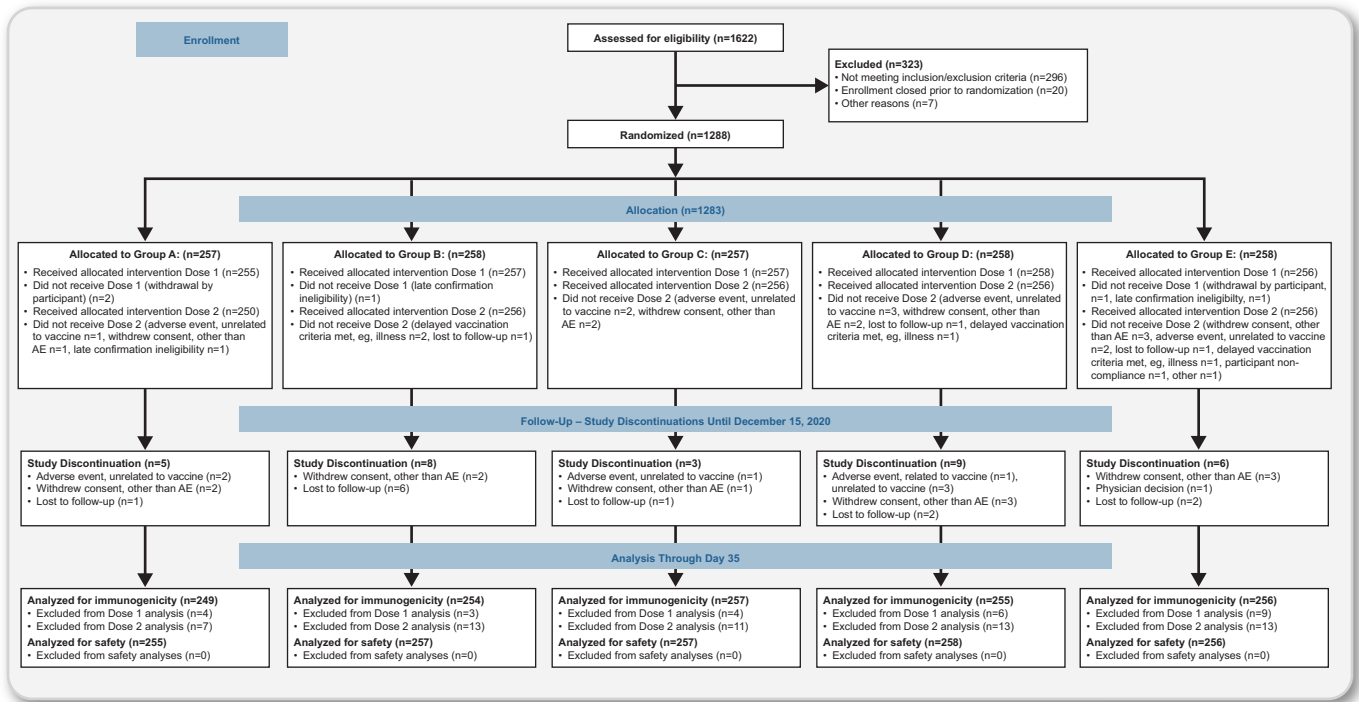 Enrollment
Assessed for eligibility (n=1622)
Excluded (n=323)
• Not meeting inclusion/exclusion criteria (n=296)
• Enrollment closed prior to randomization (n=20)
• Other reasons (n=7)
Randomized (n=1288)
Allocation (n=1283)
Allocated to Group A: (n=257)
• Received allocated intervention Dose 1 (n=255)
• Did not receive Dose 1 (withdrawal by
participant) (n=2)
• Received allocated intervention Dose 2 (n=250)
• Did not receive Dose 2 (adverse event, unrelated
to vaccine n=1, withdrew consent, other than
AE n=1, late confirmation ineligibility n=1)
Allocated to Group B: (n=258)
• Received allocated intervention Dose 1 (n=257)
• Did not receive Dose 1 (late confirmation
ineligibility) (n=1)
• Received allocated intervention Dose 2 (n=256)
• Did not receive Dose 2 (delayed vaccination
criteria met, eg, illness n=2, lost to follow-up n=1)
Allocated to Group C: (n=257)
• Received allocated intervention Dose 1 (n=257)
• Received allocated intervention Dose 2 (n=256)
• Did not receive Dose 2 (adverse event, unrelated
to vaccine n=2, withdrew consent, other than
AE n=2)
Allocated to Group D: (n=258)
• Received allocated intervention Dose 1 (n=258)
• Received allocated intervention Dose 2 (n=256)
• Did not receive Dose 2 (adverse event, unrelated
to vaccine n=3, withdrew consent, other than
AE n=2, lost to follow-up n=1, delayed vaccination
criteria met, eg, illness n=1)
Allocated to Group E: (n=258)
• Received allocated intervention Dose 1 (n=256)
• Did not receive Dose 1 (withdrawal by participant,
n=1, late confirmation ineligibilty, n=1)
• Received allocated intervention Dose 2 (n=256)
• Did not receive Dose 2 (withdrew consent, other
than AE n=3, adverse event, unrelated to vaccine
n=2, lost to follow-up n=1, delayed vaccination
criteria met, eg, illness n=1, participant non-
compliance n=1, other n=1)
Follow-Up – Study Discontinuations Until December 15, 2020
Study Discontinuation (n=5)
• Adverse event, unrelated to vaccine (n=2)
• Withdrew consent, other than AE (n=2)
• Lost to follow-up (n=1)
Study Discontinuation (n=8)
• Withdrew consent, other than AE (n=2)
• Lost to follow-up (n=6)
Study Discontinuation (n=3)
• Adverse event, unrelated to vaccine (n=1)
• Withdrew consent, other than AE (n=1)
• Lost to follow-up (n=1)
Study Discontinuation (n=9)
• Adverse event, related to vaccine (n=1),
unrelated to vaccine (n=3)
• Withdrew consent, other than AE (n=3)
• Lost to follow-up (n=2)
Study Discontinuation (n=6)
• Withdrew consent, other than AE (n=3)
• Physician decision (n=1)
• Lost to follow-up (n=2)
Analysis Through Day 35
Analyzed for immunogenicity (n=249)
• Excluded from Dose 1 analysis (n=4)
• Excluded from Dose 2 analysis (n=7)
Analyzed for safety (n=255)
• Excluded from safety analyses (n=0)
Analyzed for immunogenicity (n=254)
• Excluded from Dose 1 analysis (n=3)
• Excluded from Dose 2 analysis (n=13)
Analyzed for safety (n=257)
• Excluded from safety analyses (n=0)
Analyzed for immunogenicity (n=257)
• Excluded from Dose 1 analysis (n=4)
• Excluded from Dose 2 analysis (n=11)
Analyzed for safety (n=257)
• Excluded from safety analyses (n=0)
Analyzed for immunogenicity (n=255)
• Excluded from Dose 1 analysis (n=6)
• Excluded from Dose 2 analysis (n=13)
Analyzed for safety (n=258)
• Excluded from safety analyses (n=0)
Analyzed for immunogenicity (n=256)
• Excluded from Dose 1 analysis (n=9)
• Excluded from Dose 2 analysis (n=13)
Analyzed for safety (n=256)
• Excluded from safety analyses (n=0)